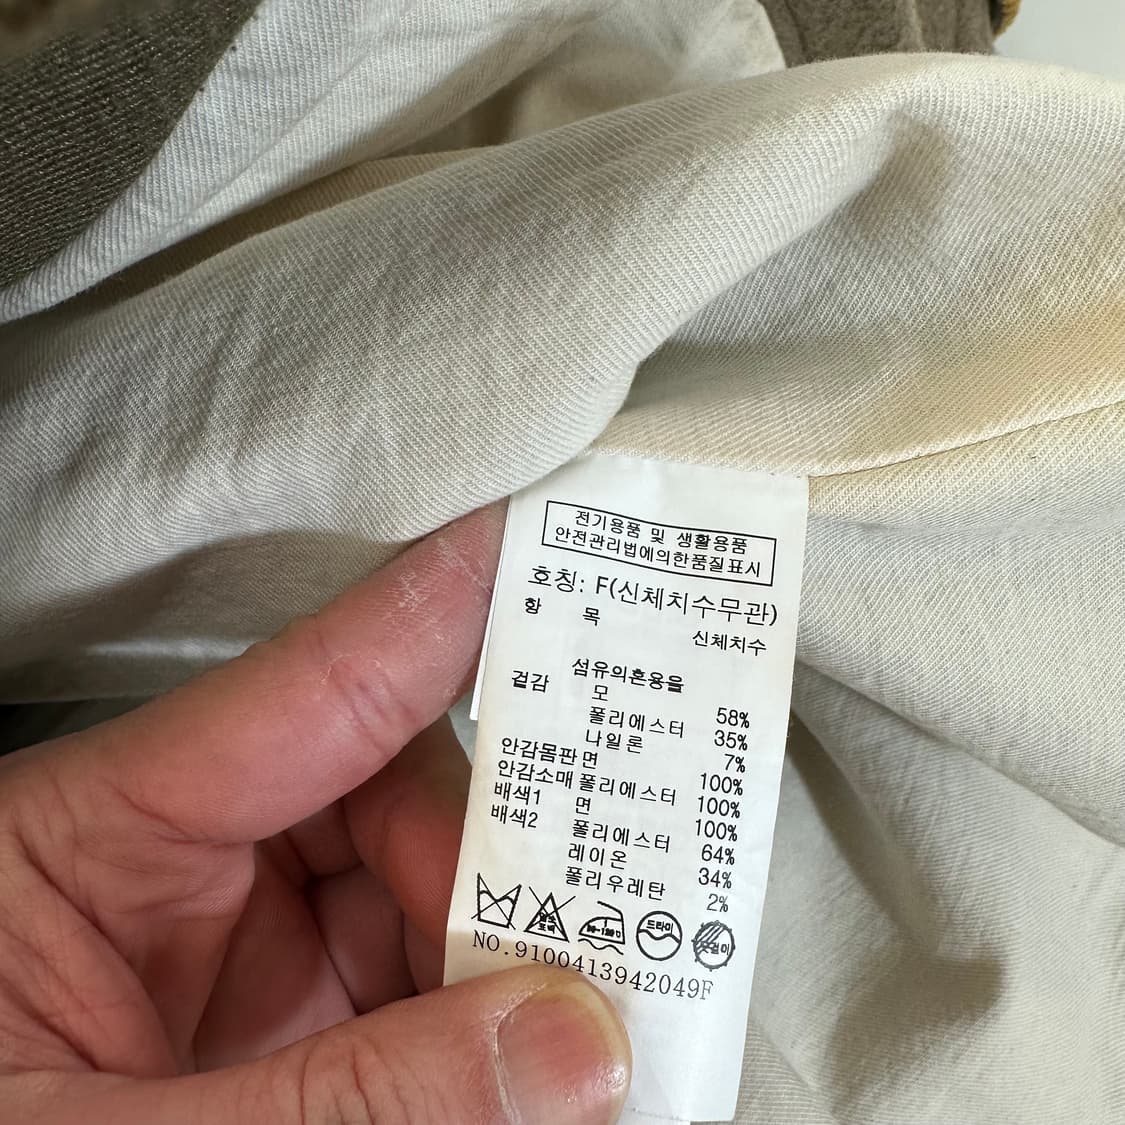 전기용품 및 생활용품
안전관리법에의한품질표시
호칭: F(신체치수무관)
항 목
신체치수
섬유의혼용율
겉감 모 58%
폴리에스터 35%
나일론 7%
안감몸판 면 100%
안감소매 폴리에스터 100%
배색1 면 100%
배색2 폴리에스터 64%
레이온 34%
폴리우레탄 2%
드라이
NO.9100413942049F